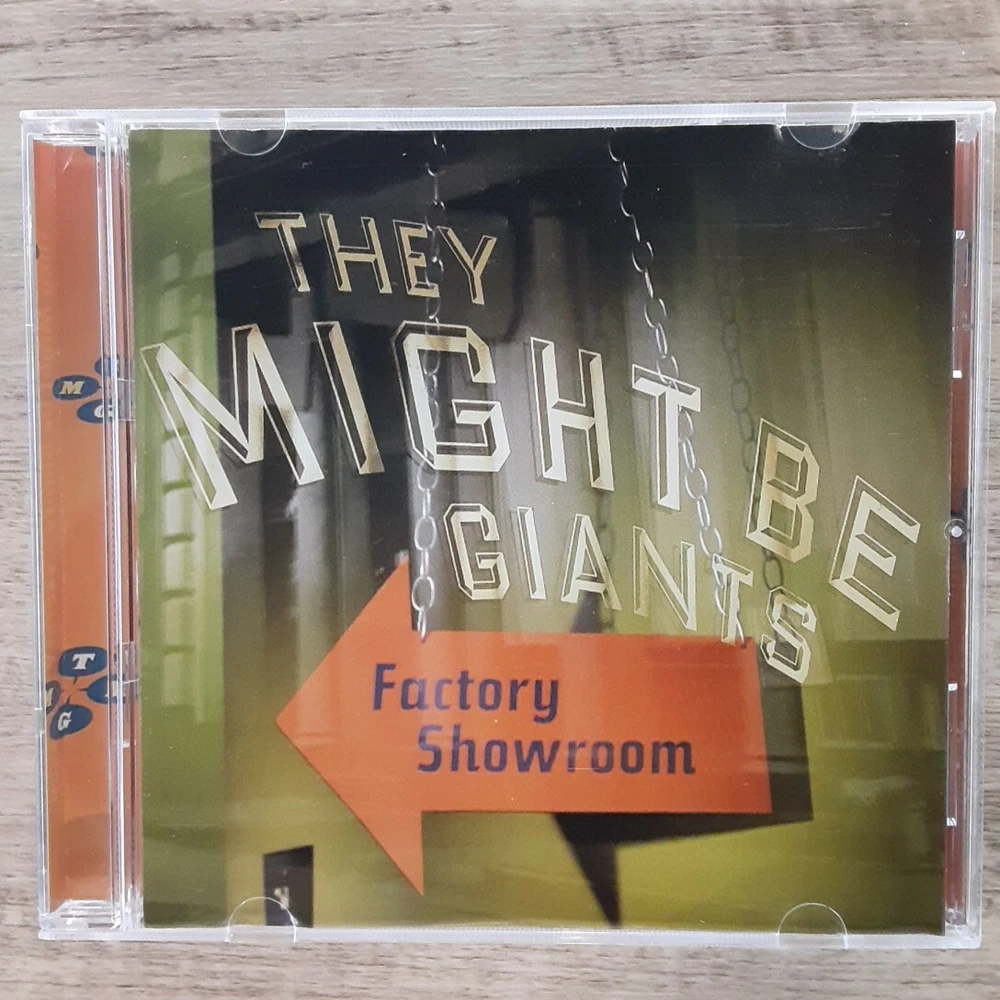 THEY
MIGHT BE
GIANTS
Factory
Showroom
M
G
T
M
G